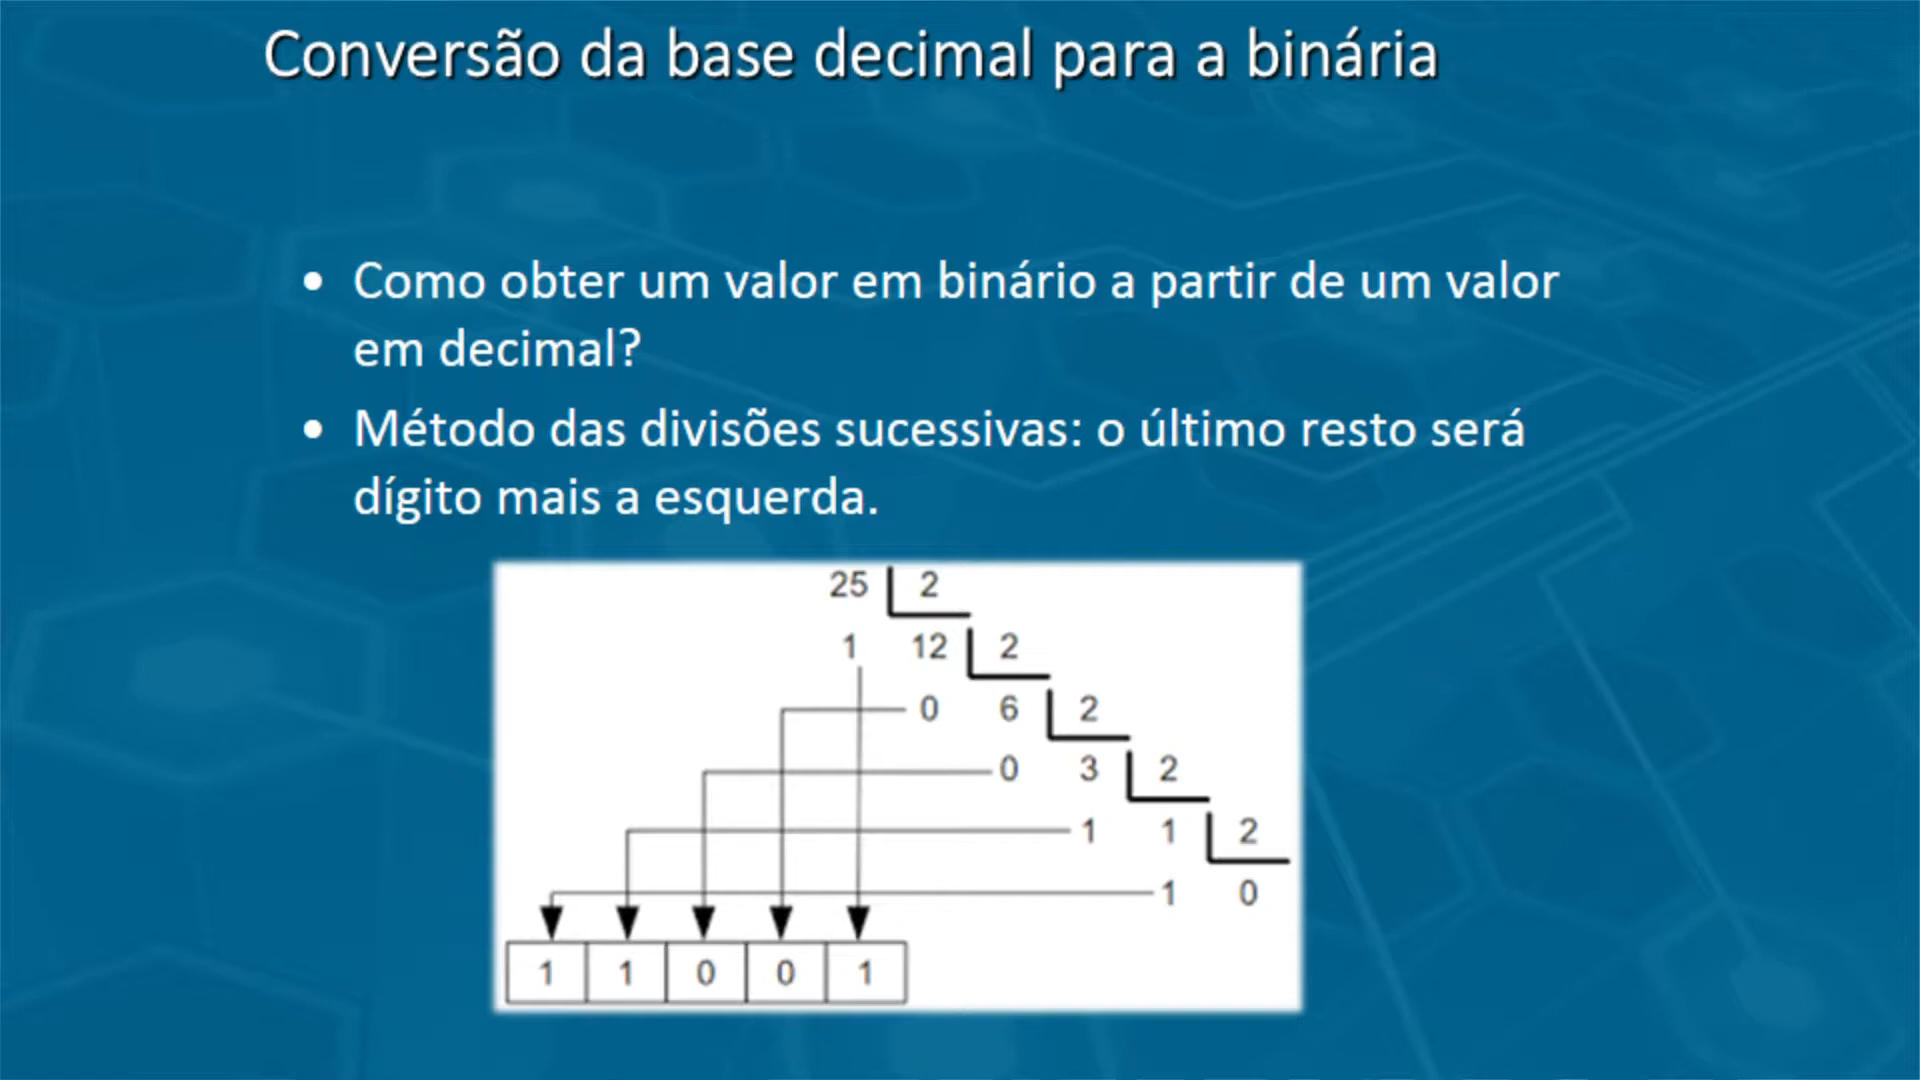 Conversão da base decimal para a binária
• Como obter um valor em binário a partir de um valor
em decimal?
• Método das divisões sucessivas: o último resto será
dígito mais a esquerda.
25 2
1 12 2
0 6 2
0 3 2
1 1 2
1 0
1 1 0 0 1